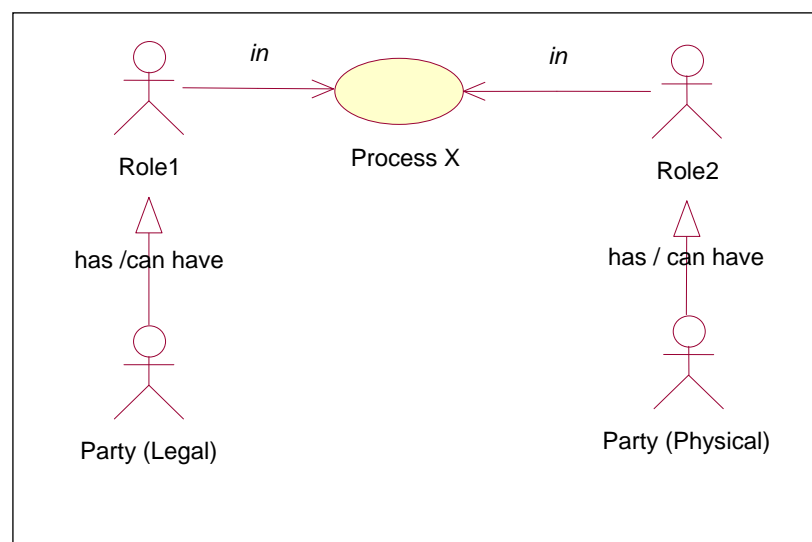 in
in
Role1
Process X
Role2
has /can have
has / can have
Party (Legal)
Party (Physical)